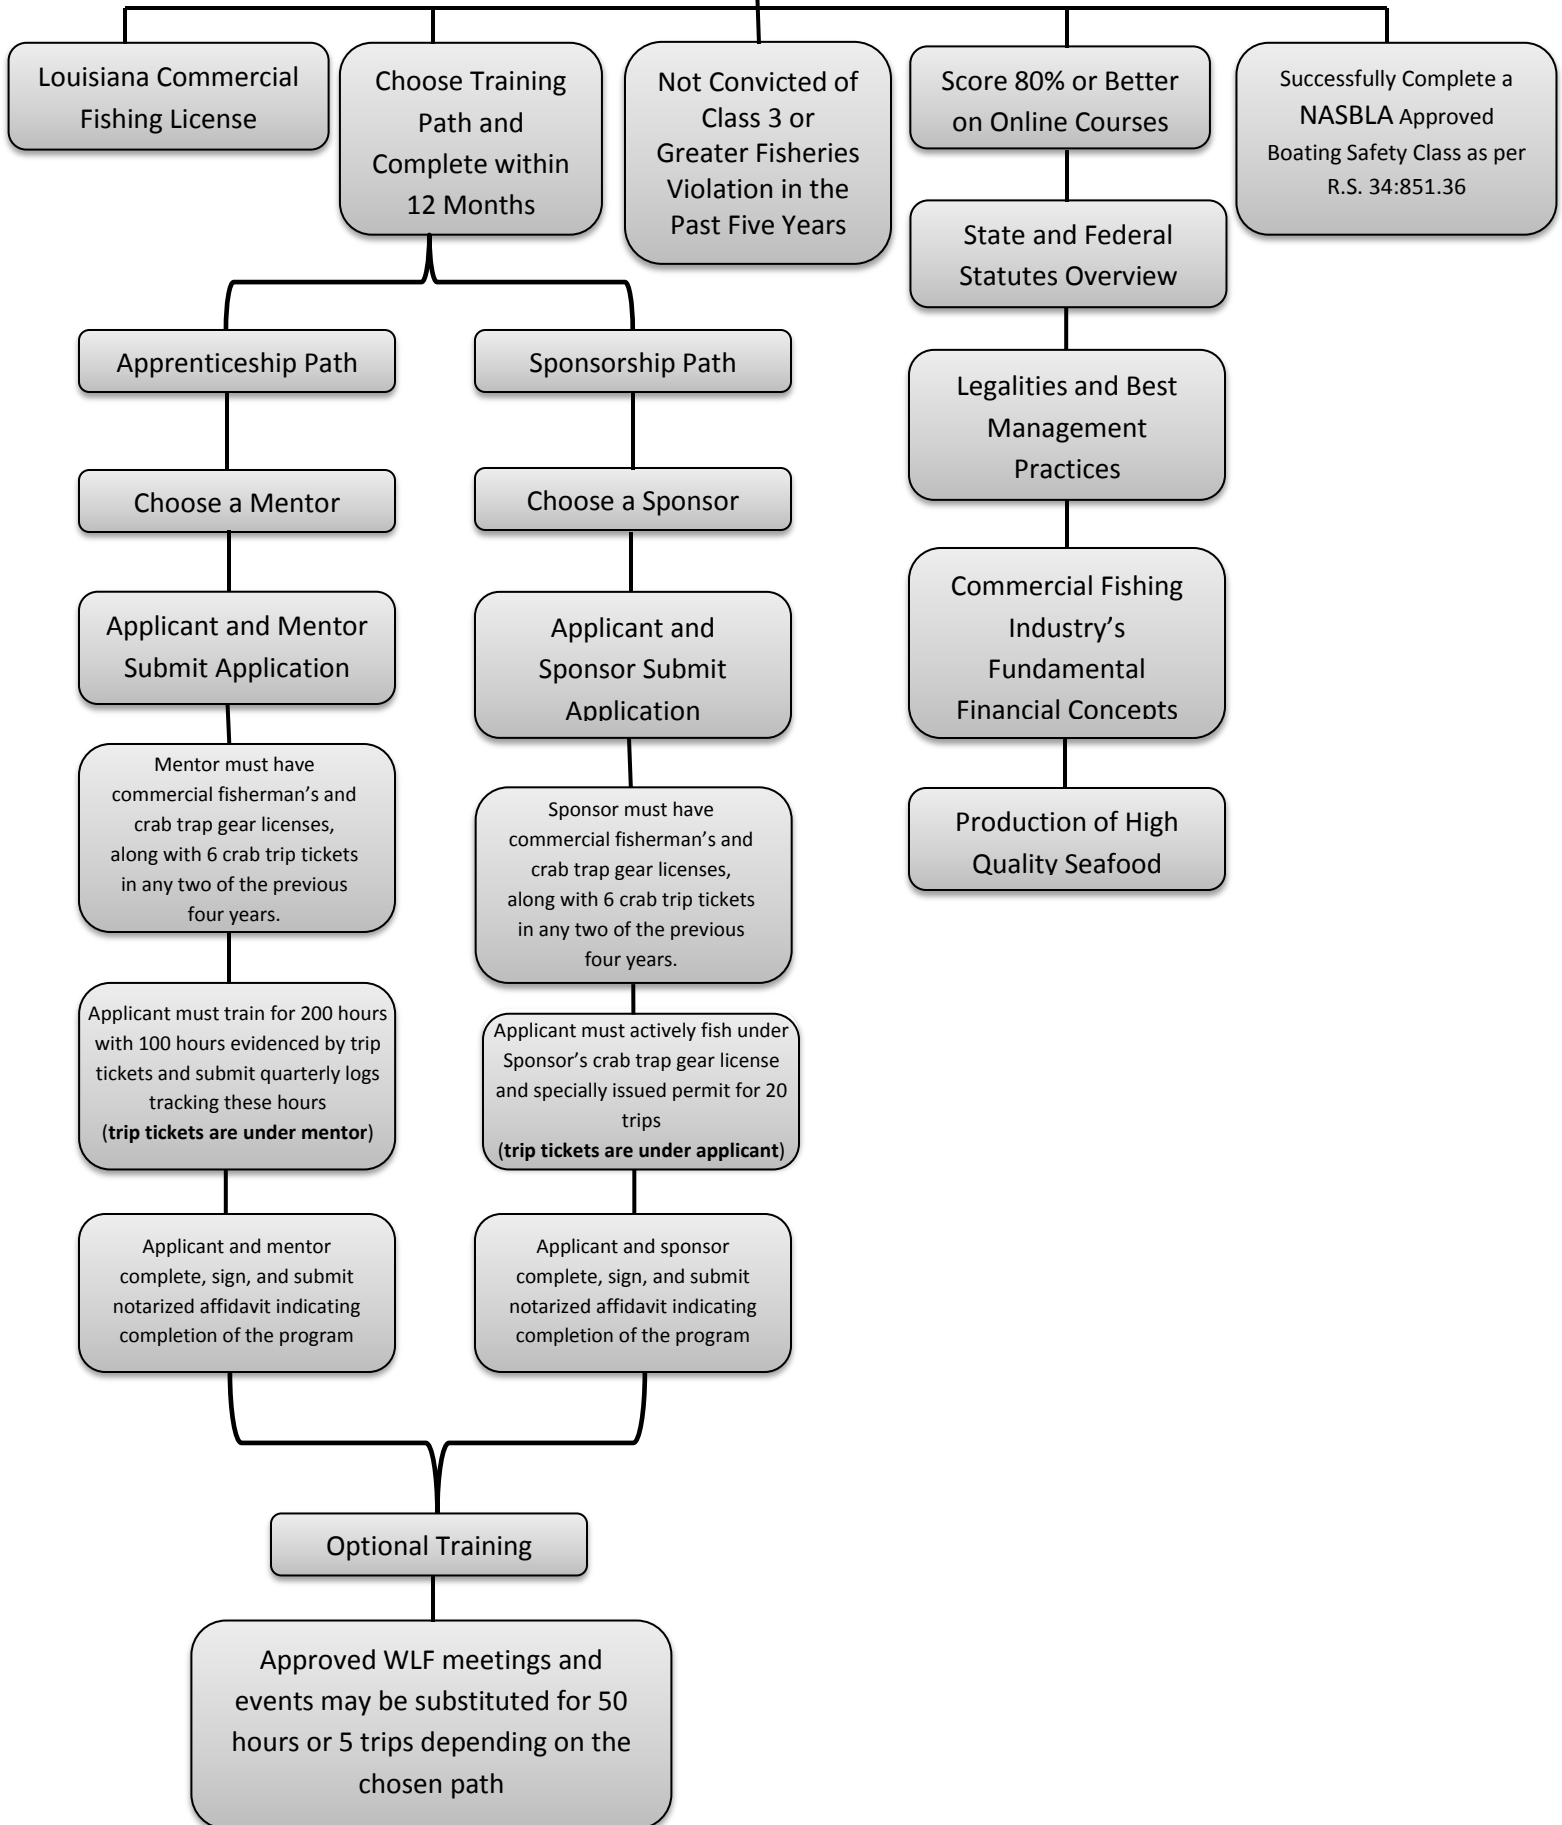 Louisiana Commercial
Fishing License
Choose Training
Path and
Complete within
12 Months
Not Convicted of
Class 3 or
Greater Fisheries
Violation in the
Past Five Years
Score 80% or Better
on Online Courses
Successfully Complete a
NASBLA Approved
Boating Safety Class as per
R.S. 34:851.36
State and Federal
Statutes Overview
Legalities and Best
Management
Practices
Commercial Fishing
Industry’s
Fundamental
Financial Concepts
Production of High
Quality Seafood
Apprenticeship Path
Choose a Mentor
Applicant and Mentor
Submit Application
Mentor must have
commercial fisherman’s and
crab trap gear licenses,
along with 6 crab trip tickets
in any two of the previous
four years.
Applicant must train for 200 hours
with 100 hours evidenced by trip
tickets and submit quarterly logs
tracking these hours
(trip tickets are under mentor)
Applicant and mentor
complete, sign, and submit
notarized affidavit indicating
completion of the program
Sponsorship Path
Choose a Sponsor
Applicant and
Sponsor Submit
Application
Sponsor must have
commercial fisherman’s and
crab trap gear licenses,
along with 6 crab trip tickets
in any two of the previous
four years.
Applicant must actively fish under
Sponsor’s crab trap gear license
and specially issued permit for 20
trips
(trip tickets are under applicant)
Applicant and sponsor
complete, sign, and submit
notarized affidavit indicating
completion of the program
Optional Training
Approved WLF meetings and
events may be substituted for 50
hours or 5 trips depending on the
chosen path